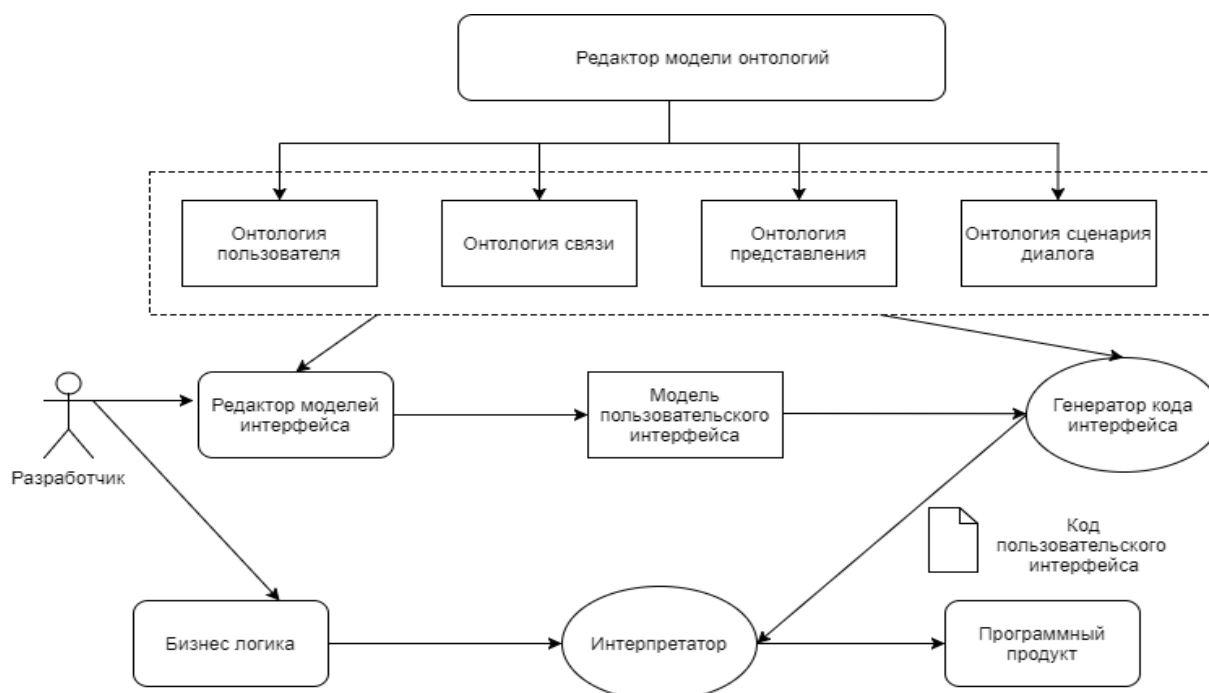 Редактор модели онтологий
Онтология
пользователя
Онтология связи
Онтология
представления
Онтология сценария
диалога
Редактор моделей
интерфейса
Модель
пользовательского
интерфейса
Генератор кода
интерфейса
Разработчик
Код
пользовательского
интерфейса
Бизнес логика
Интерпретатор
Программный
продукт